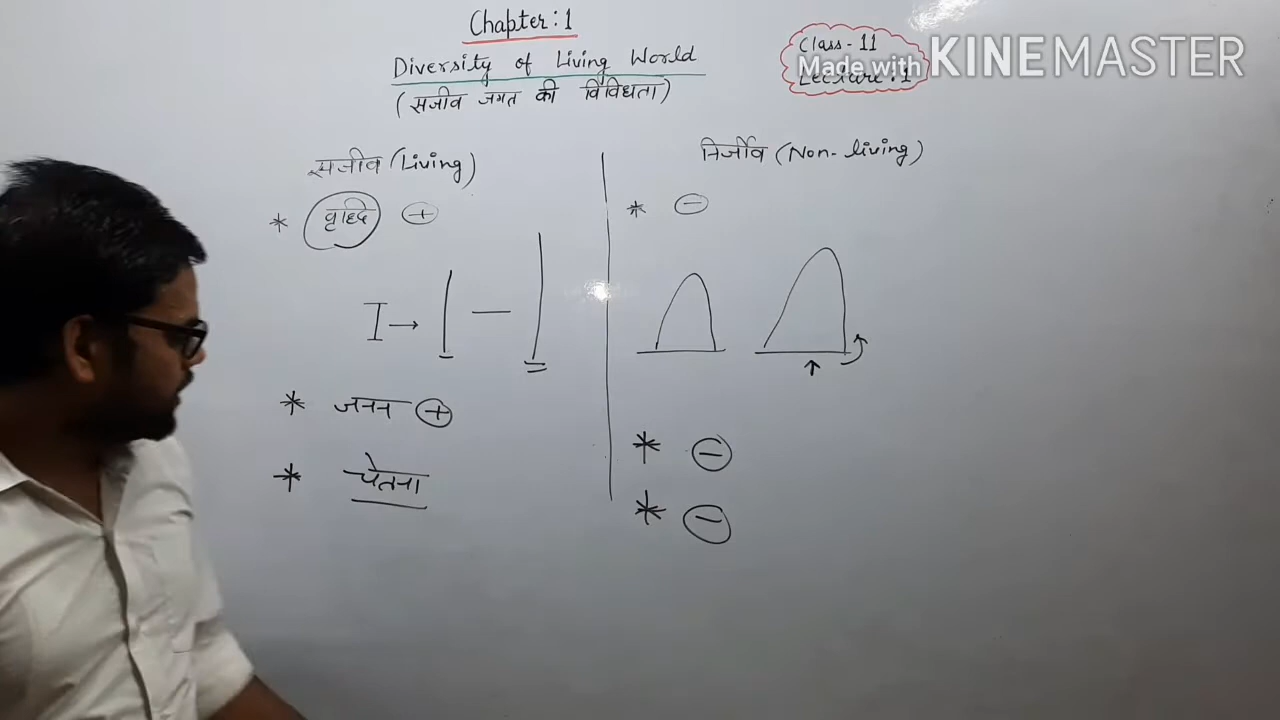 Chapter : 1
Diversity of Living World
(सजीव जगत की विविधता)
Class - 11
Lecture : 1
Made with KINEMASTER
सजीव (Living)
निर्जीव (Non-living)
* वृद्धि +
* −
I → | — |
* जनन +
* −
* चेतना
* −